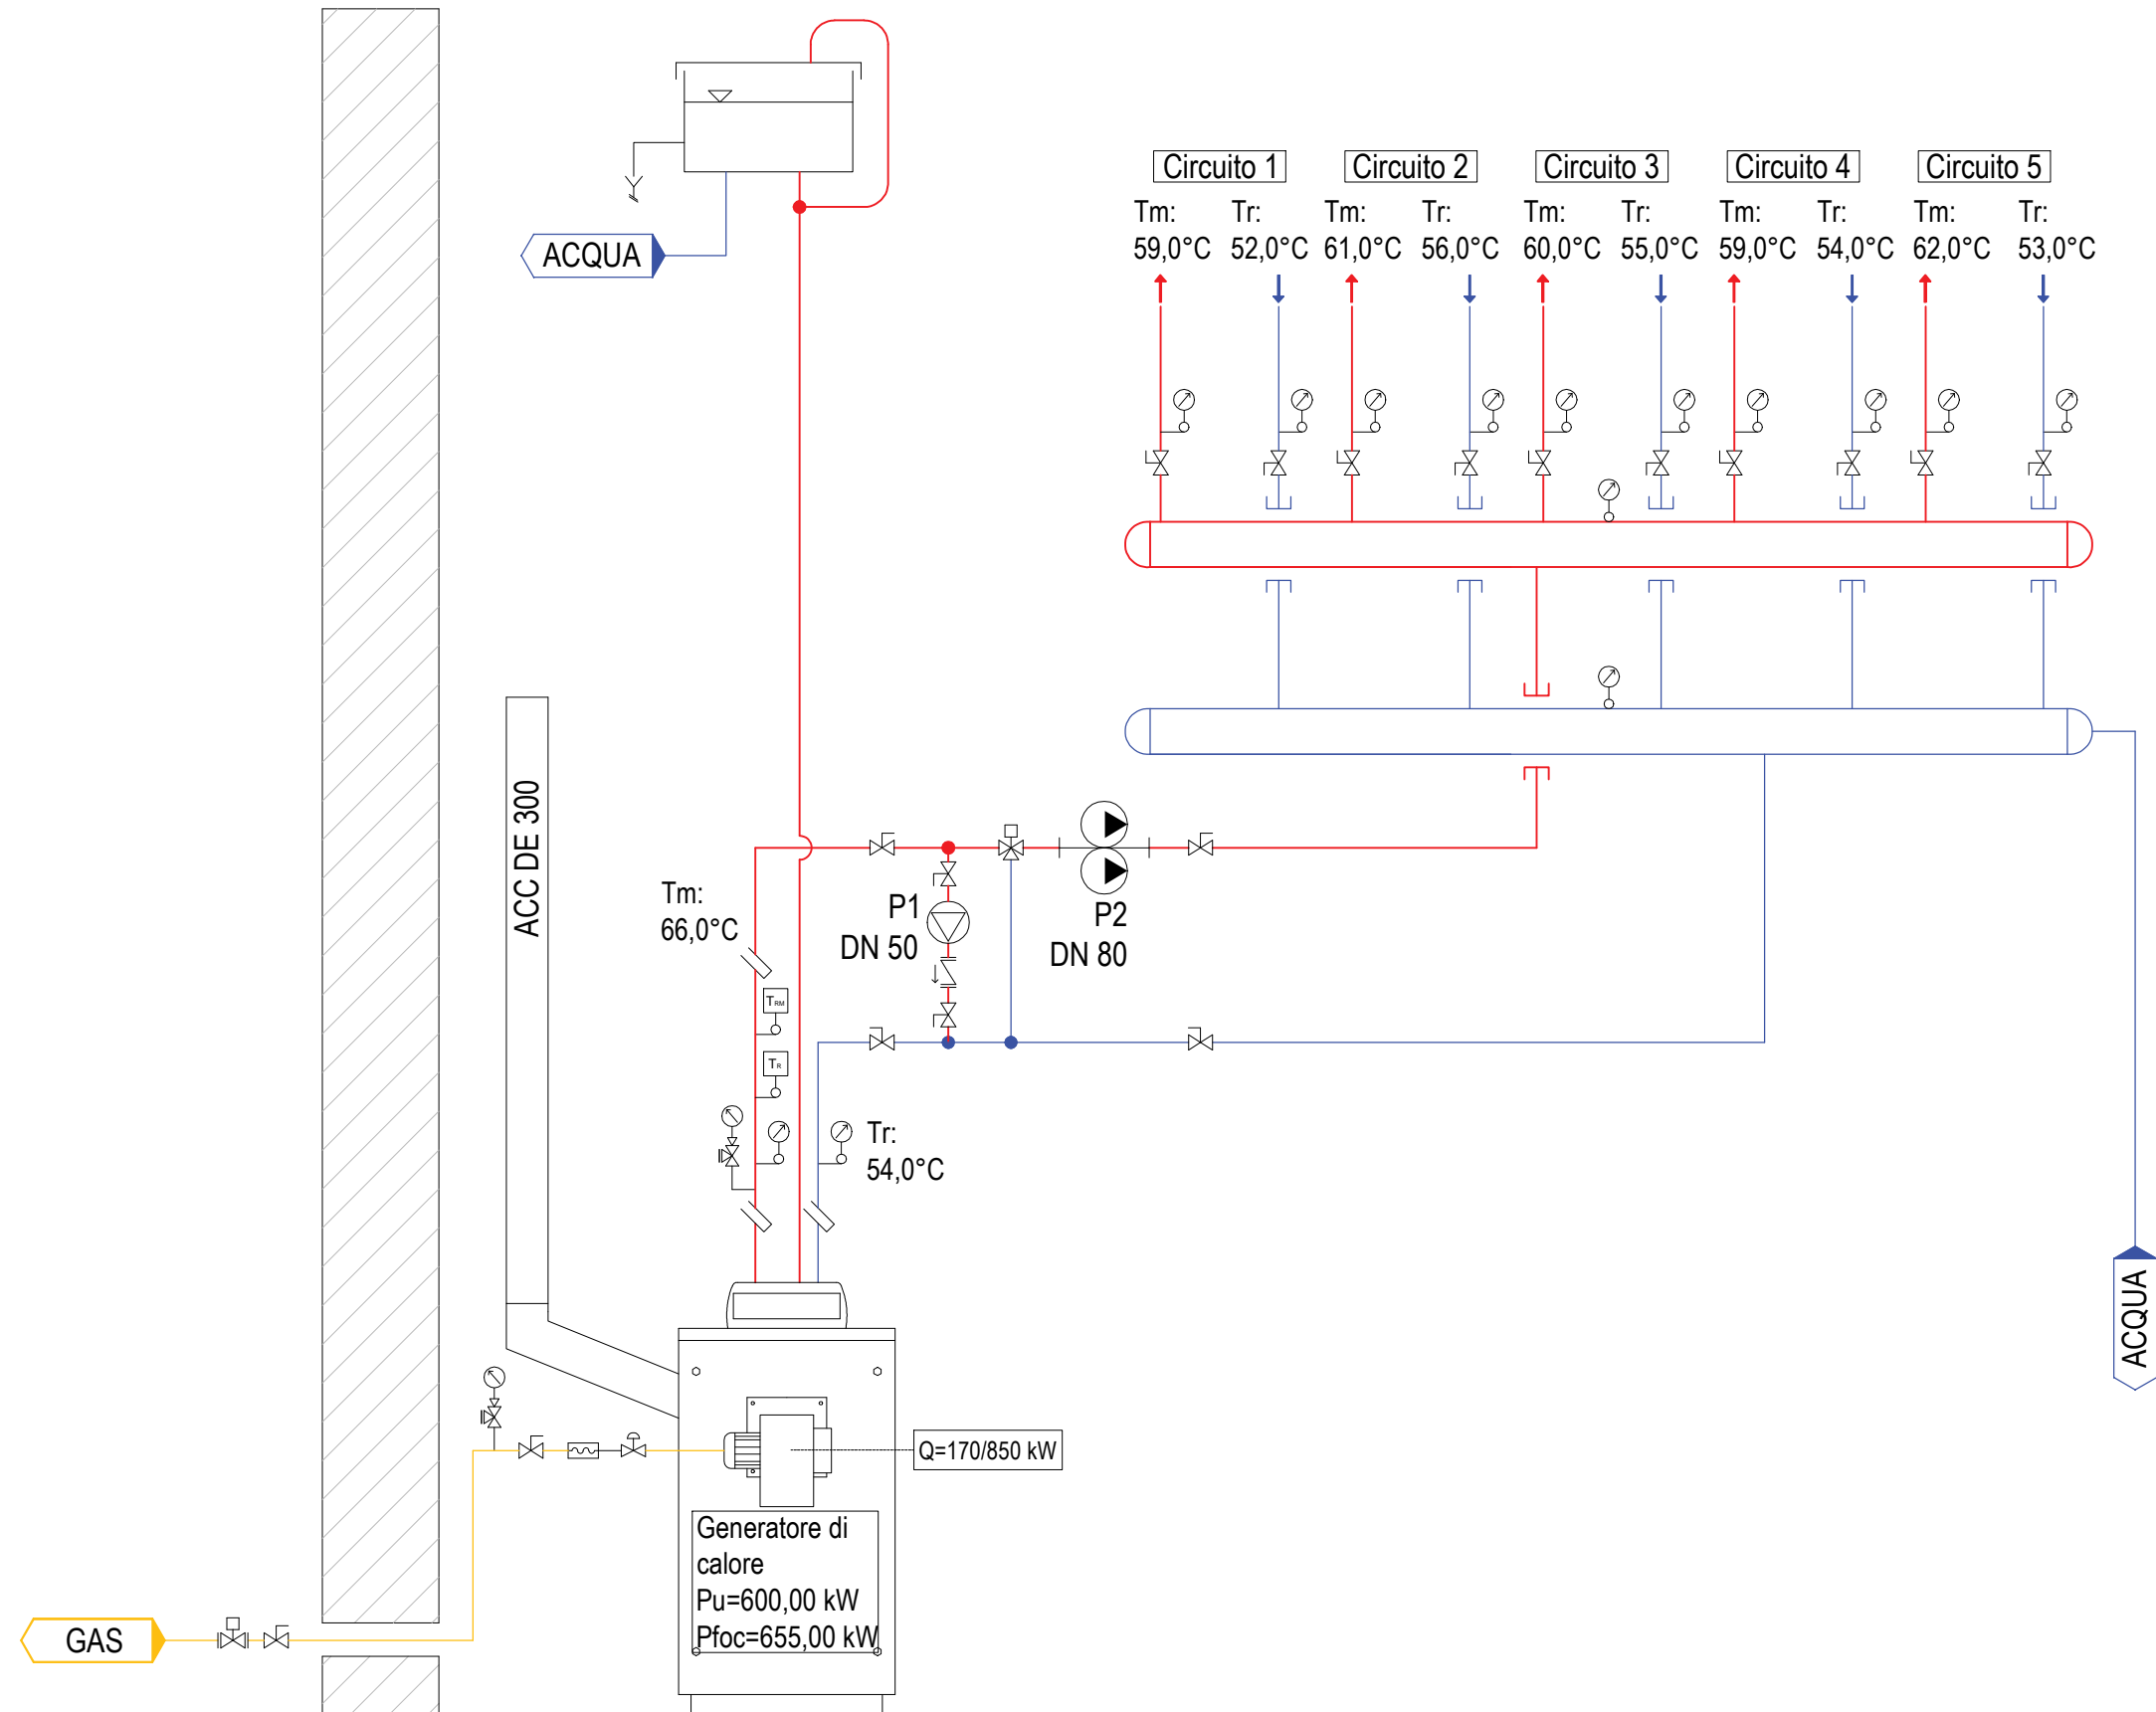 Circuito 1
Circuito 2
Circuito 3
Circuito 4
Circuito 5
Tm:
Tr:
Tm:
Tr:
Tm:
Tr:
Tm:
Tr:
Tm:
Tr:
59,0°C
52,0°C
61,0°C
56,0°C
60,0°C
55,0°C
59,0°C
54,0°C
62,0°C
53,0°C
ACQUA
ACC DE 300
Tm:
66,0°C
P1
DN 50
P2
DN 80
TRM
TR
Tr:
54,0°C
ACQUA
Q=170/850 kW
Generatore di
calore
Pu=600,00 kW
Pfoc=655,00 kW
GAS